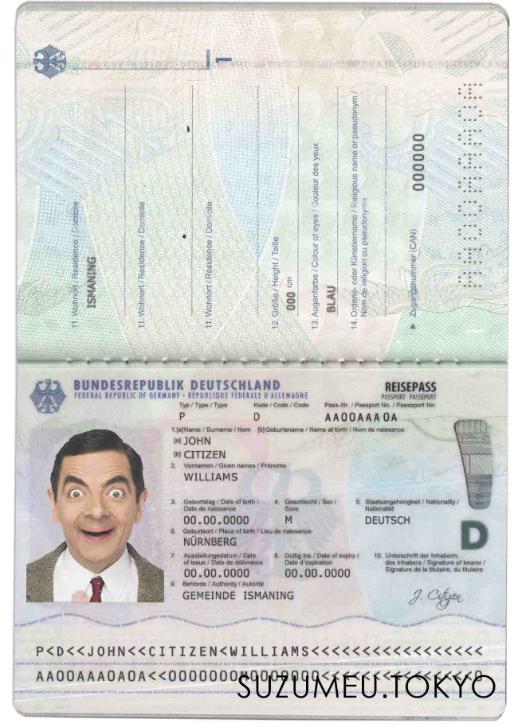 1
11. Wohnort / Residence / Domicile
ISMANING
11. Wohnort / Residence / Domicile
11. Wohnort / Residence / Domicile
12. Größe / Height / Taille
000 cm
13. Augenfarbe / Colour of eyes / Couleur des yeux
BLAU
14. Ordens- oder Künstlername / Religious name or pseudonym /
Nom de religion ou pseudonyme
Zugangsnummer (CAN)
000000
BUNDESREPUBLIK DEUTSCHLAND
FEDERAL REPUBLIC OF GERMANY • RÉPUBLIQUE FÉDÉRALE D'ALLEMAGNE
REISEPASS
PASSPORT PASSEPORT
Typ / Type / Type
Kode / Code / Code
Pass-Nr. / Passport No. / Passeport No
P
D
AA00AAA0A
1.[a]Name / Surname / Nom [b]Geburtsname / Name at birth / Nom de naissance
[a] JOHN
[b] CITIZEN
2. Vornamen / Given names / Prénoms
WILLIAMS
3. Geburtstag / Date of birth /
Date de naissance
4. Geschlecht / Sex /
Sexe
5. Staatsangehörigkeit / Nationality /
Nationalité
00.00.0000
M
DEUTSCH
6. Geburtsort / Place of birth / Lieu de naissance
NÜRNBERG
7. Ausstellungsdatum / Date
of issue / Date de délivrance
8. Gültig bis / Date of expiry /
Date d'expiration
10. Unterschrift der Inhaberin,
des Inhabers / Signature of bearer /
Signature de la titulaire, du titulaire
00.00.0000
00.00.0000
9. Behörde / Authority / Autorité
GEMEINDE ISMANING
J. Citizen
D
P<D<<JOHN<<CITIZEN<WILLIAMS<<<<<<<<<<<<<<<<<
SUZUMEU.TOKYO